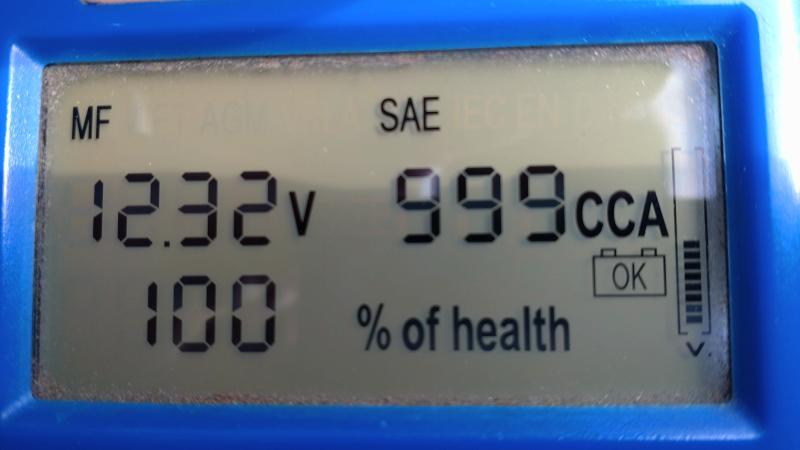 MF SAE
12.32 V 999 CCA
OK
100 % of health
V